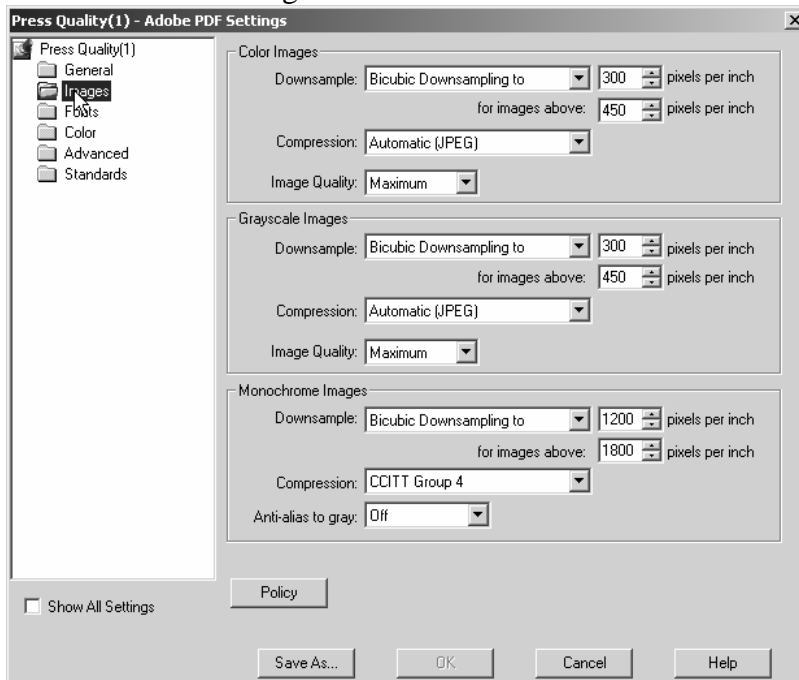 Press Quality(1) - Adobe PDF Settings
Press Quality(1)
General
Images
Fonts
Color
Advanced
Standards
Show All Settings
Color Images
Downsample: Bicubic Downsampling to 300 pixels per inch
for images above: 450 pixels per inch
Compression: Automatic (JPEG)
Image Quality: Maximum
Grayscale Images
Downsample: Bicubic Downsampling to 300 pixels per inch
for images above: 450 pixels per inch
Compression: Automatic (JPEG)
Image Quality: Maximum
Monochrome Images
Downsample: Bicubic Downsampling to 1200 pixels per inch
for images above: 1800 pixels per inch
Compression: CCITT Group 4
Anti-alias to gray: Off
Policy
Save As... OK Cancel Help